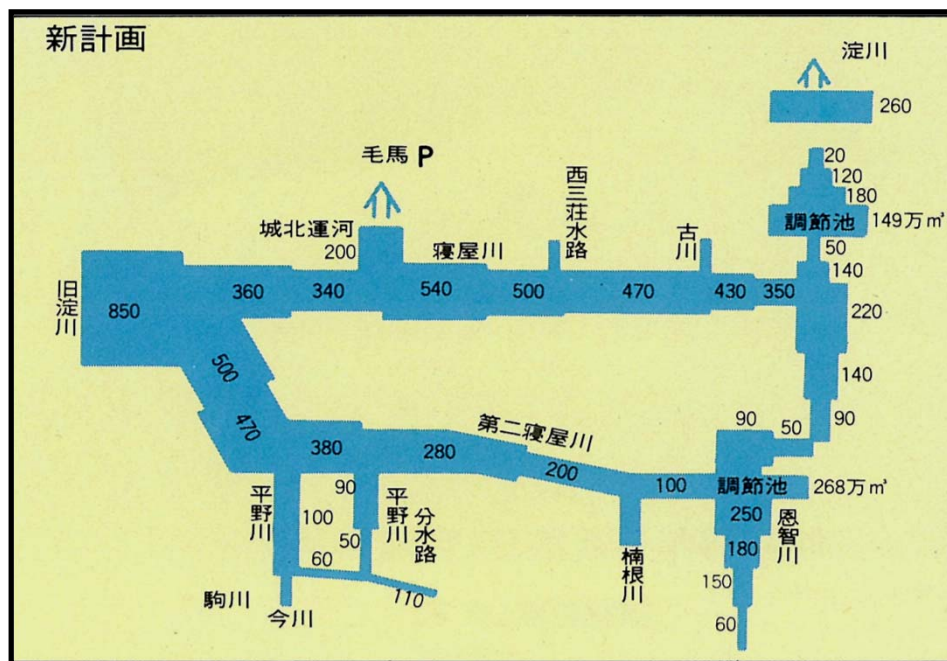 新計画
淀川
260
20
120
180
調節池
149万㎥
50
毛馬 P
城北運河
200
寝屋川
西三荘水路
古川
旧淀川
850
360
340
540
500
470
430
350
140
220
140
90
500
470
380
280
第二寝屋川
200
100
90
50
調節池
268万㎥
250
恩智川
180
150
60
平野川
100
90
平野川
分水路
50
60
110
楠根川
駒川
今川